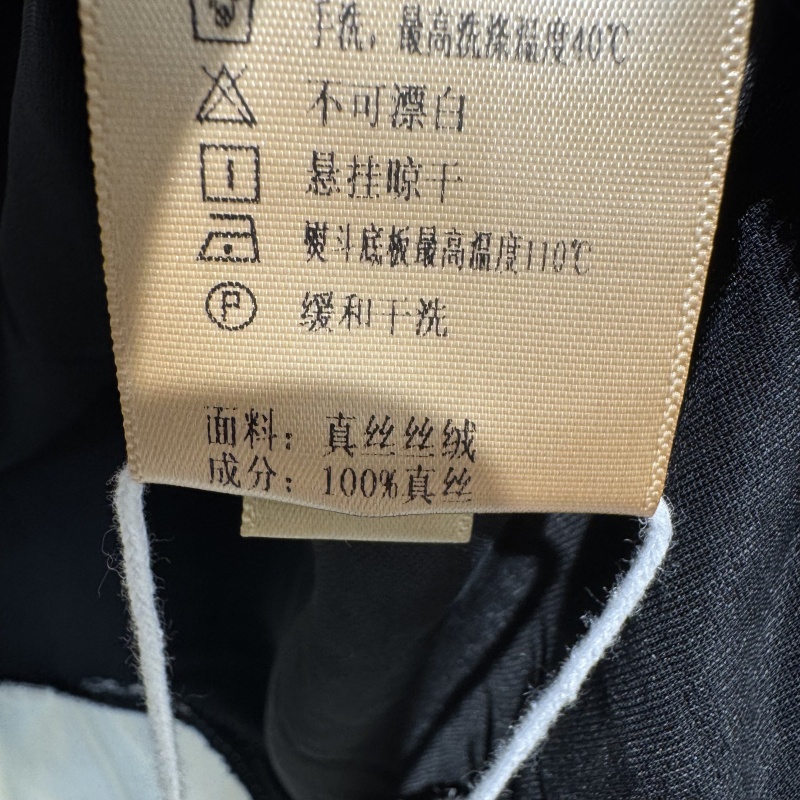 手洗，最高洗涤温度40℃
不可漂白
悬挂晾干
熨斗底板最高温度110℃
P 缓和干洗
面料：真丝丝绒
成分：100%真丝